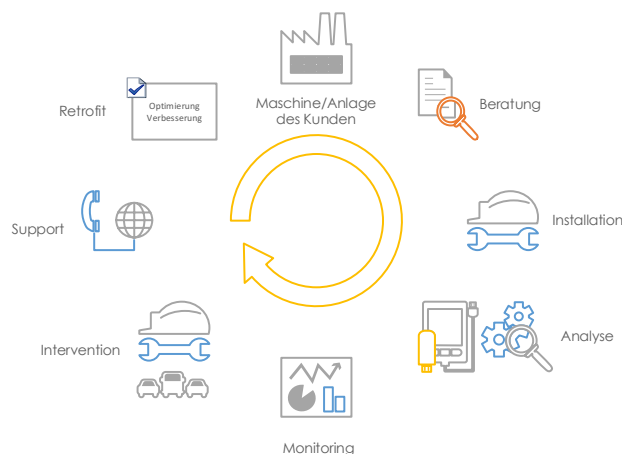 Maschine/Anlage
des Kunden
Beratung
Installation
Analyse
Monitoring
Intervention
Support
Retrofit
Optimierung
Verbesserung